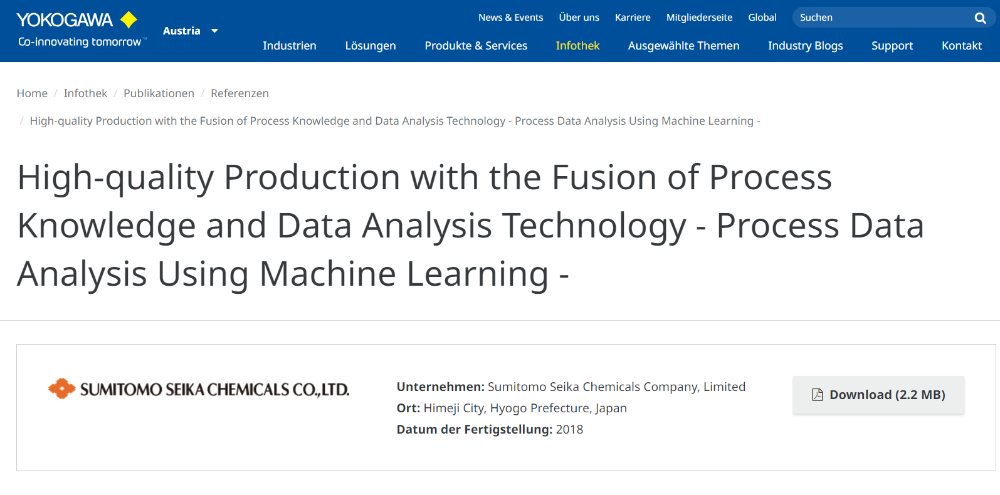 YOKOGAWA
Co-innovating tomorrow™
Austria
News & Events Über uns Karriere Mitgliederseite Global Suchen
Industrien Lösungen Produkte & Services Infothek Ausgewählte Themen Industry Blogs Support Kontakt
Home / Infothek / Publikationen / Referenzen
/ High-quality Production with the Fusion of Process Knowledge and Data Analysis Technology - Process Data Analysis Using Machine Learning -
High-quality Production with the Fusion of Process
Knowledge and Data Analysis Technology - Process Data
Analysis Using Machine Learning -
SUMITOMO SEIKA CHEMICALS CO.,LTD.
Unternehmen: Sumitomo Seika Chemicals Company, Limited
Ort: Himeji City, Hyogo Prefecture, Japan
Datum der Fertigstellung: 2018
Download (2.2 MB)